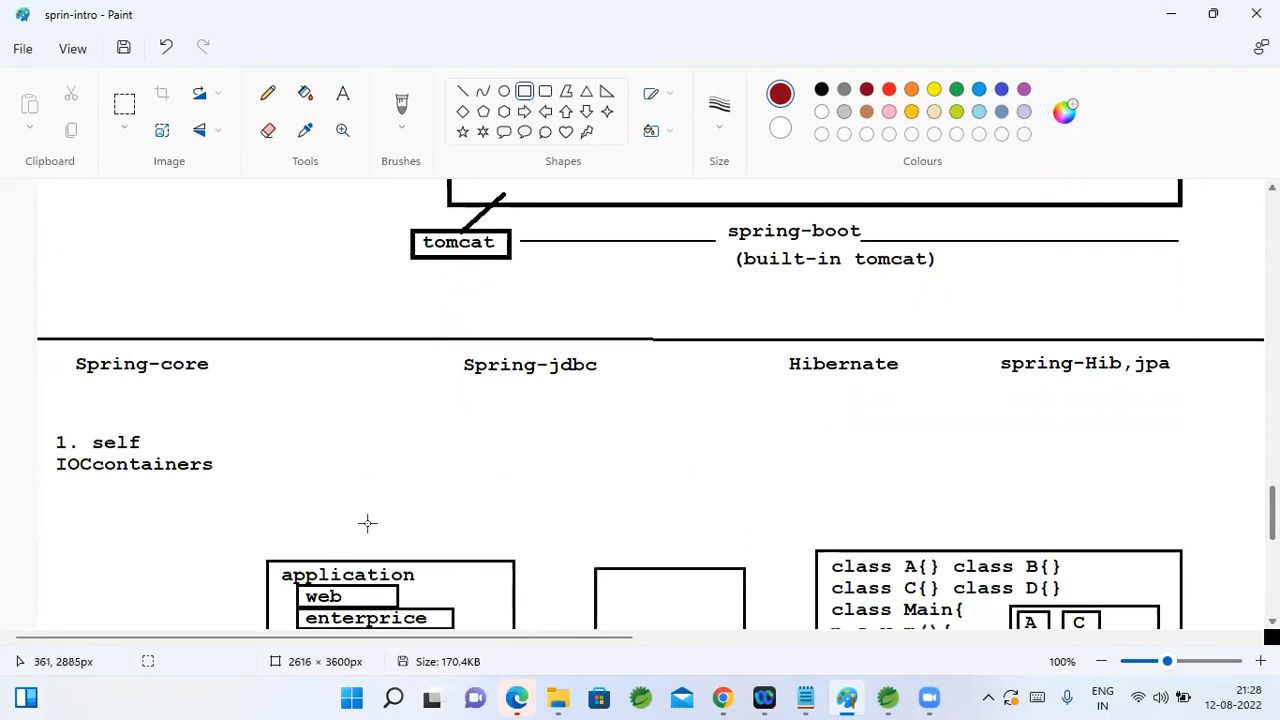 sprin-intro - Paint
File
View
Clipboard
Image
Tools
Brushes
Shapes
Size
Colours
tomcat
spring-boot
(built-in tomcat)
Spring-core
Spring-jdbc
Hibernate
spring-Hib,jpa
1. self
IOCcontainers
application
web
enterprice
class A{} class B{}
class C{} class D{}
class Main{
A
C
361, 2885px
2616 × 3600px
Size: 170.4KB
100%
ENG
IN
21:28
12-08-2022